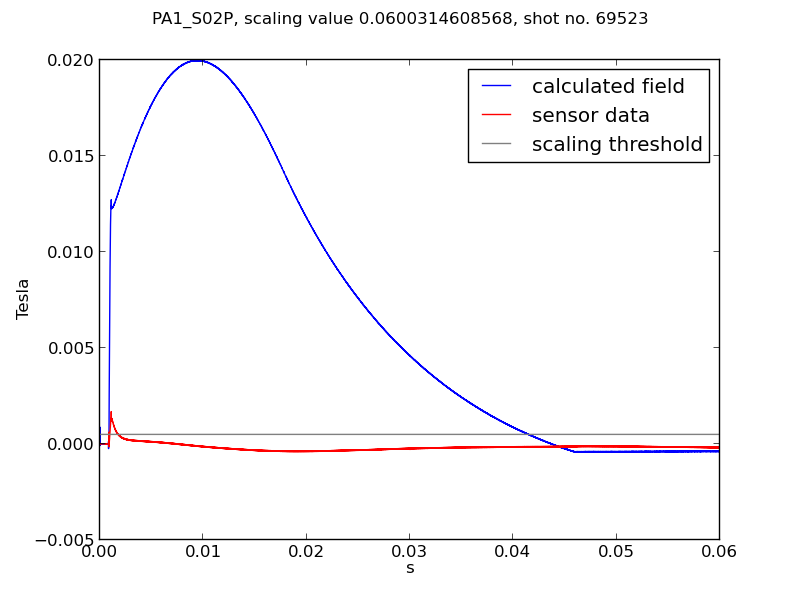 PA1_S02P, scaling value 0.0600314608568, shot no. 69523
calculated field
sensor data
scaling threshold
Tesla
0.020
0.015
0.010
0.005
0.000
−0.005
0.00 0.01 0.02 0.03 0.04 0.05 0.06
s